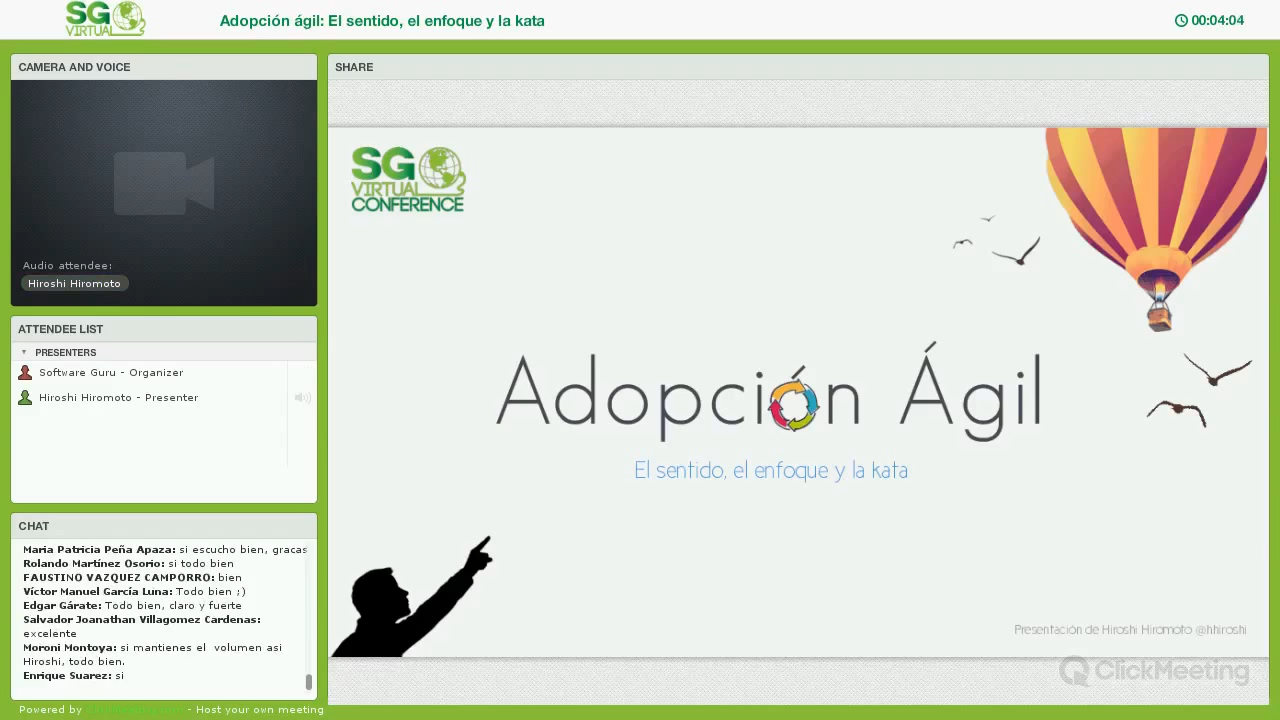 SG
VIRTUAL
Adopción ágil: El sentido, el enfoque y la kata
00:04:04
CAMERA AND VOICE
Audio attendee:
Hiroshi Hiromoto
ATTENDEE LIST
PRESENTERS
Software Guru - Organizer
Hiroshi Hiromoto - Presenter
CHAT
Maria Patricia Peña Apaza: si escucho bien, gracas
Rolando Martínez Osorio: si todo bien
FAUSTINO VAZQUEZ CAMPORRO: bien
Víctor Manuel García Luna: Todo bien ;)
Edgar Gárate: Todo bien, claro y fuerte
Salvador Joanathan Villagomez Cardenas:
excelente
Moroni Montoya: si mantienes el  volumen asi
Hiroshi, todo bien.
Enrique Suarez: si
Powered by - Host your own meeting
SHARE
SG
VIRTUAL
CONFERENCE
Adopción Ágil
El sentido, el enfoque y la kata
Presentación de Hiroshi Hiromoto @hhiroshi
ClickMeeting